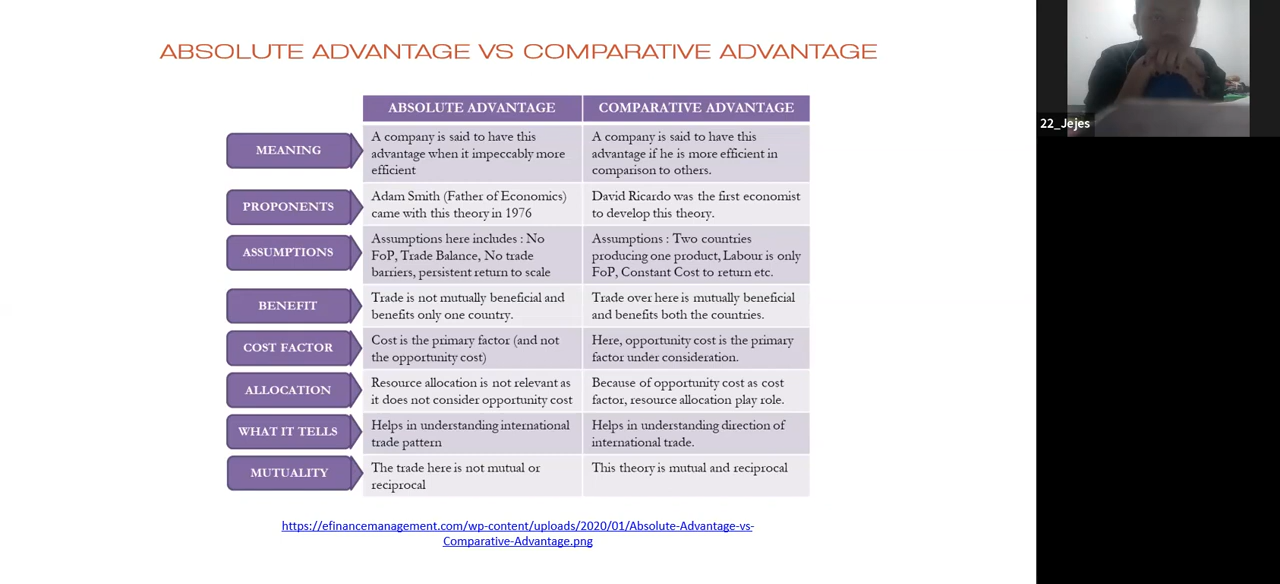 ABSOLUTE ADVANTAGE VS COMPARATIVE ADVANTAGE
22_Jejes
ABSOLUTE ADVANTAGE
COMPARATIVE ADVANTAGE
MEANING
A company is said to have this
advantage when it impeccably more
efficient
A company is said to have this
advantage if he is more efficient in
comparison to others.
PROPONENTS
Adam Smith (Father of Economics)
came with this theory in 1976
David Ricardo was the first economist
to develop this theory.
ASSUMPTIONS
Assumptions here includes : No
FoP, Trade Balance, No trade
barriers, persistent return to scale
Assumptions : Two countries
producing one product, Labour is only
FoP, Constant Cost to return etc.
BENEFIT
Trade is not mutually beneficial and
benefits only one country.
Trade over here is mutually beneficial
and benefits both the countries.
COST FACTOR
Cost is the primary factor (and not
the opportunity cost)
Here, opportunity cost is the primary
factor under consideration.
ALLOCATION
Resource allocation is not relevant as
it does not consider opportunity cost
Because of opportunity cost as cost
factor, resource allocation play role.
WHAT IT TELLS
Helps in understanding international
trade pattern
Helps in understanding direction of
international trade.
MUTUALITY
The trade here is not mutual or
reciprocal
This theory is mutual and reciprocal
https://efinancemanagement.com/wp-content/uploads/2020/01/Absolute-Advantage-vs-
Comparative-Advantage.png